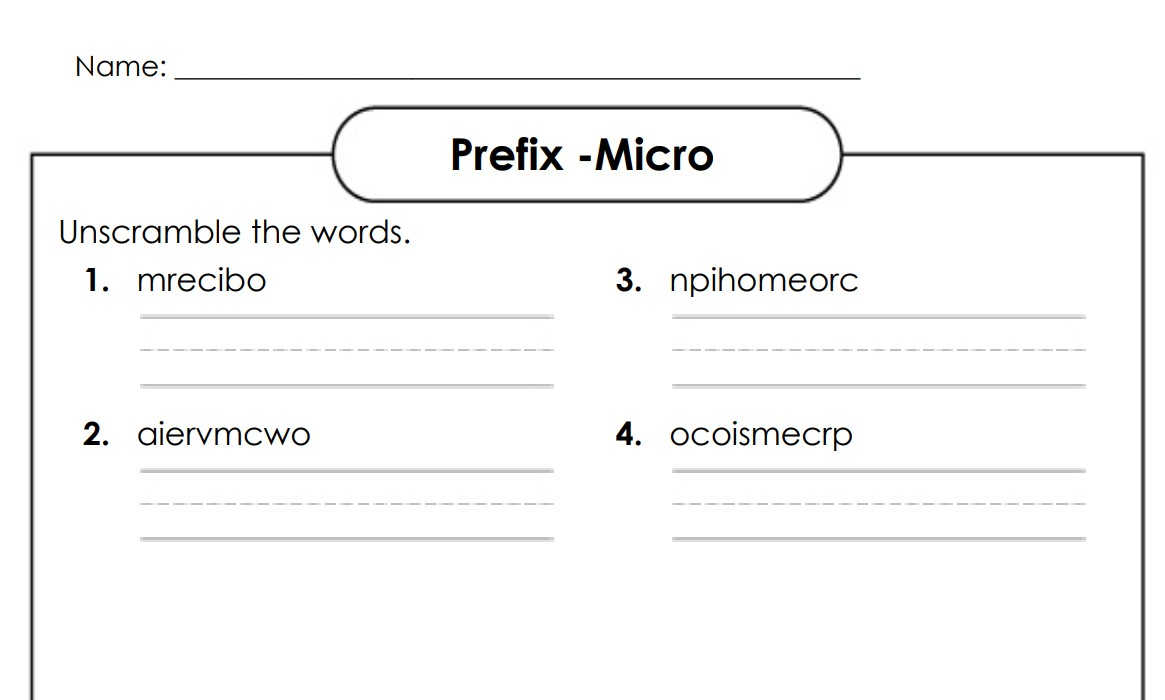 Name:
Prefix -Micro
Unscramble the words.
1. mrecibo
3. npihomeorc
2. aiervmcwo
4. ocoismecrp